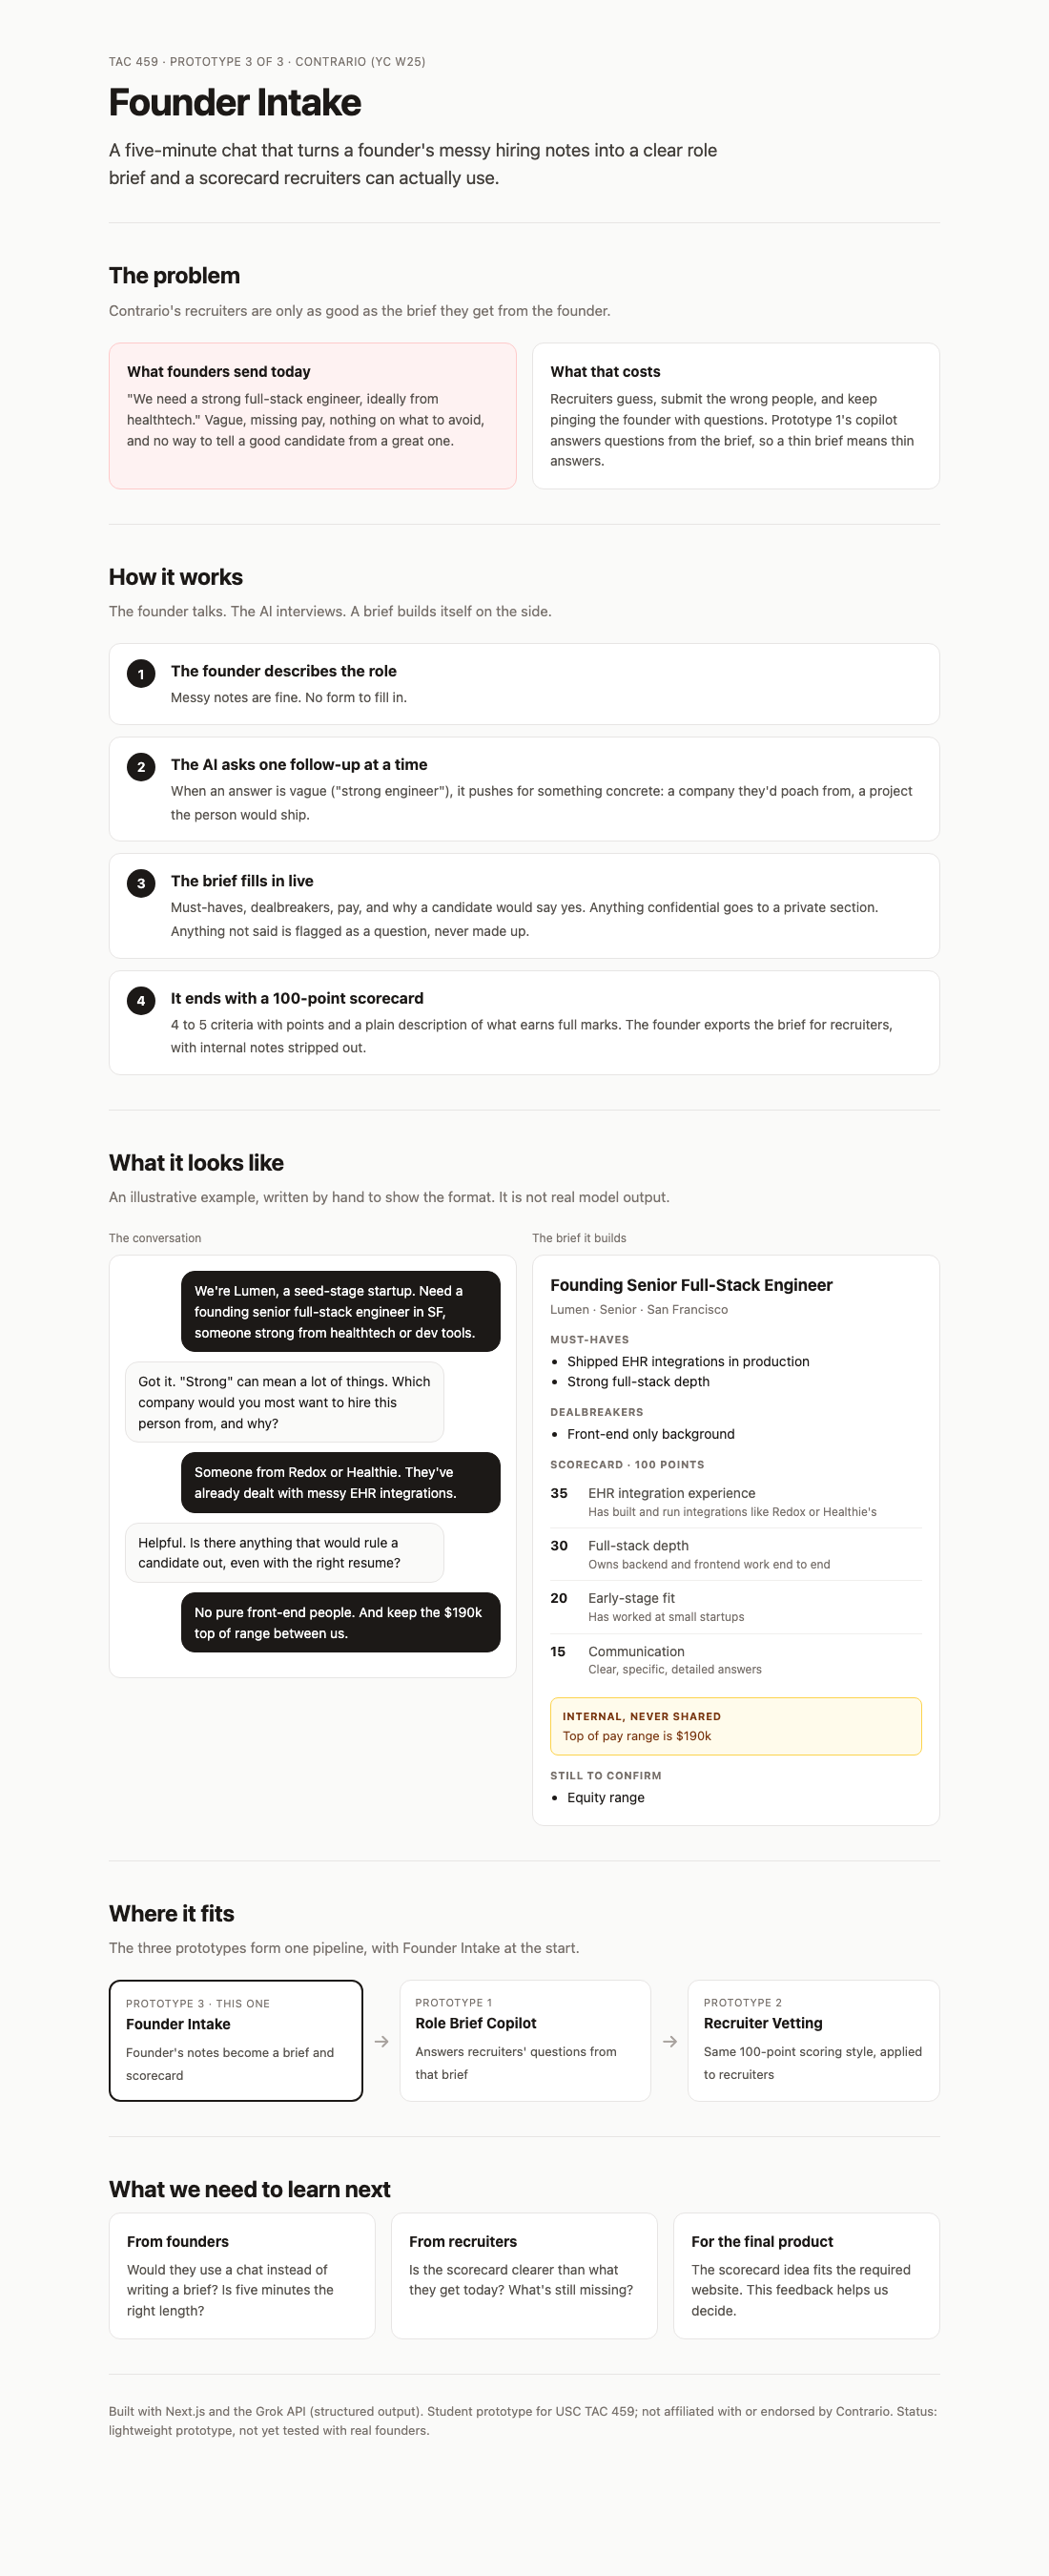 TAC 459 · PROTOTYPE 3 OF 3 · CONTRARIO (YC W25)
Founder Intake
A five-minute chat that turns a founder's messy hiring notes into a clear role
brief and a scorecard recruiters can actually use.
The problem
Contrario's recruiters are only as good as the brief they get from the founder.
What founders send today
"We need a strong full-stack engineer, ideally from
healthtech." Vague, missing pay, nothing on what to avoid,
and no way to tell a good candidate from a great one.
What that costs
Recruiters guess, submit the wrong people, and keep
pinging the founder with questions. Prototype 1's copilot
answers questions from the brief, so a thin brief means thin
answers.
How it works
The founder talks. The AI interviews. A brief builds itself on the side.
1
The founder describes the role
Messy notes are fine. No form to fill in.
2
The AI asks one follow-up at a time
When an answer is vague ("strong engineer"), it pushes for something concrete: a company they'd poach from, a project
the person would ship.
3
The brief fills in live
Must-haves, dealbreakers, pay, and why a candidate would say yes. Anything confidential goes to a private section.
Anything not said is flagged as a question, never made up.
4
It ends with a 100-point scorecard
4 to 5 criteria with points and a plain description of what earns full marks. The founder exports the brief for recruiters,
with internal notes stripped out.
What it looks like
An illustrative example, written by hand to show the format. It is not real model output.
The conversation
We're Lumen, a seed-stage startup. Need a
founding senior full-stack engineer in SF,
someone strong from healthtech or dev tools.
Got it. "Strong" can mean a lot of things. Which
company would you most want to hire this
person from, and why?
Someone from Redox or Healthie. They've
already dealt with messy EHR integrations.
Helpful. Is there anything that would rule a
candidate out, even with the right resume?
No pure front-end people. And keep the $190k
top of range between us.
The brief it builds
Founding Senior Full-Stack Engineer
Lumen · Senior · San Francisco
MUST-HAVES
• Shipped EHR integrations in production
• Strong full-stack depth
DEALBREAKERS
• Front-end only background
SCORECARD · 100 POINTS
35 EHR integration experience
Has built and run integrations like Redox or Healthie's
30 Full-stack depth
Owns backend and frontend work end to end
20 Early-stage fit
Has worked at small startups
15 Communication
Clear, specific, detailed answers
INTERNAL, NEVER SHARED
Top of pay range is $190k
STILL TO CONFIRM
• Equity range
Where it fits
The three prototypes form one pipeline, with Founder Intake at the start.
PROTOTYPE 3 · THIS ONE
Founder Intake
Founder's notes become a brief and
scorecard
→
PROTOTYPE 1
Role Brief Copilot
Answers recruiters' questions from
that brief
→
PROTOTYPE 2
Recruiter Vetting
Same 100-point scoring style, applied
to recruiters
What we need to learn next
From founders
Would they use a chat instead of
writing a brief? Is five minutes the
right length?
From recruiters
Is the scorecard clearer than what
they get today? What's still missing?
For the final product
The scorecard idea fits the required
website. This feedback helps us
decide.
Built with Next.js and the Grok API (structured output). Student prototype for USC TAC 459; not affiliated with or endorsed by Contrario. Status:
lightweight prototype, not yet tested with real founders.